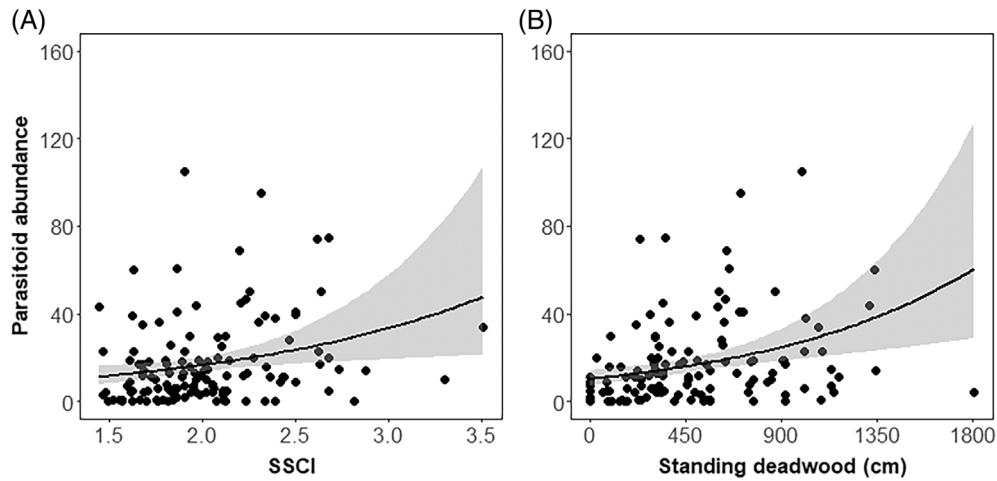 (A)
(B)
Parasitoid abundance
160
120
80
40
0
1.5 2.0 2.5 3.0 3.5
SSCI
160
120
80
40
0
0 450 900 1350 1800
Standing deadwood (cm)